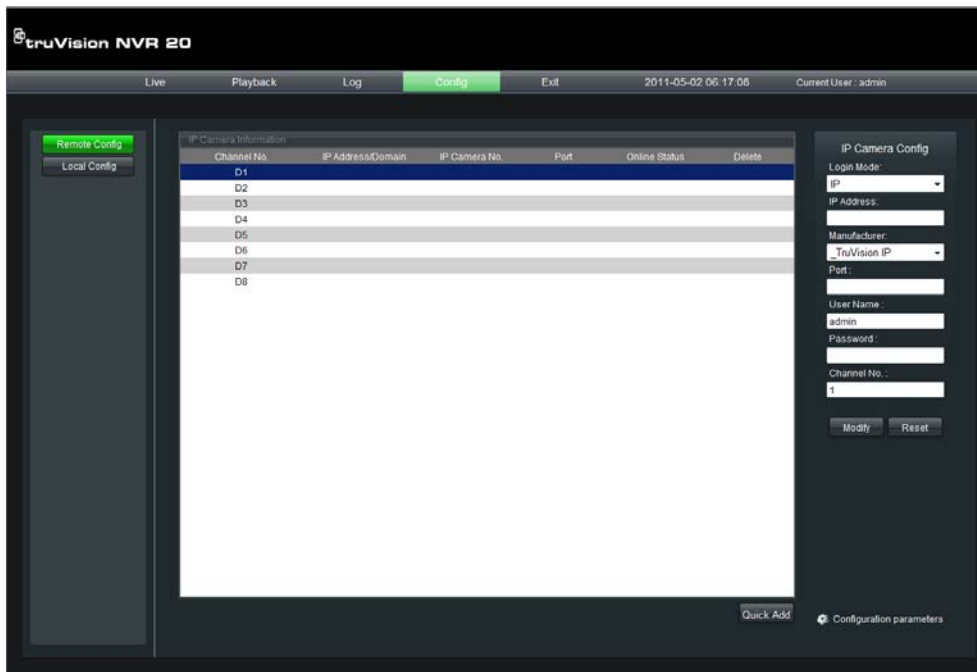 truVision NVR 20
Live Playback Log Config Exit 2011-05-02 06:17:08 Current User : admin
Remote Config
Local Config
IP Camera Information
Channel No. IP Address/Domain IP Camera No. Port Online Status Delete
D1
D2
D3
D4
D5
D6
D7
D8
Quick Add
IP Camera Config
Login Mode:
IP
IP Address:
Manufacturer:
_TruVision IP
Port :
User Name :
admin
Password :
Channel No. :
1
Modify Reset
Configuration parameters